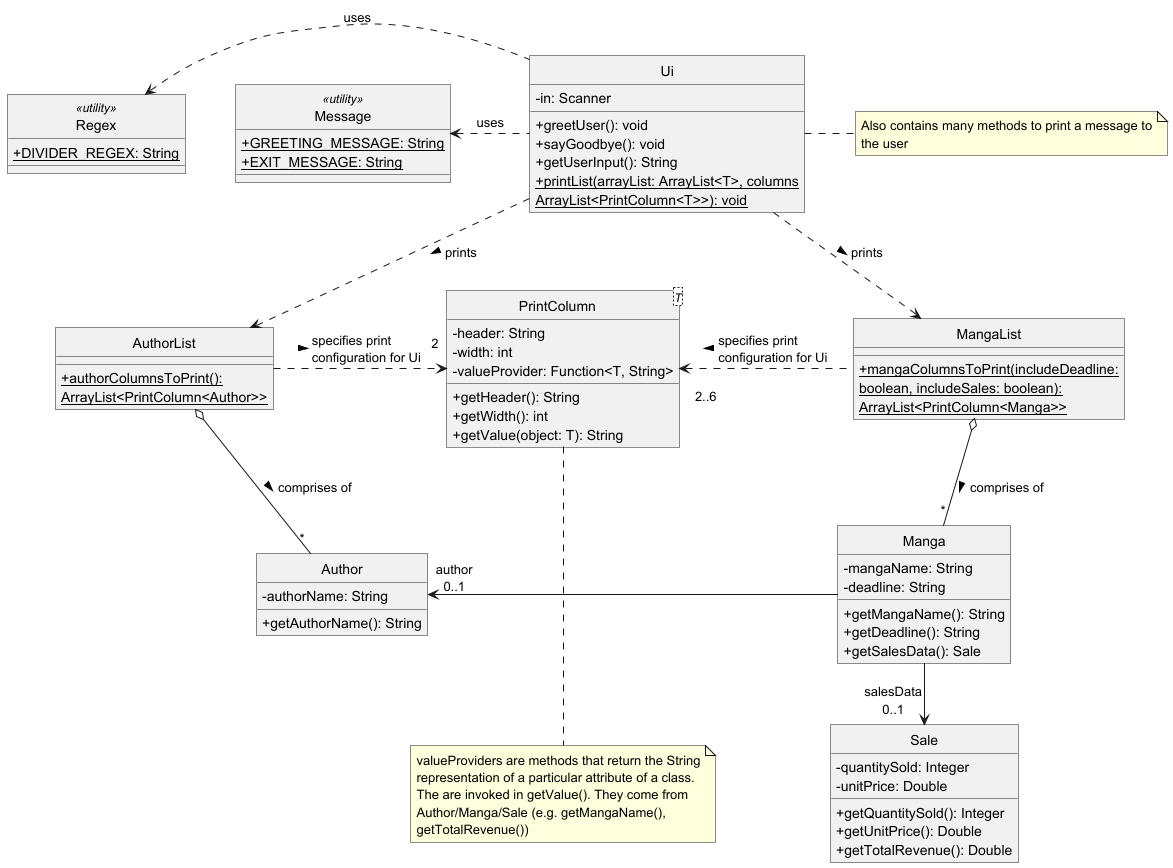 uses
«utility»
Regex
+DIVIDER_REGEX: String
«utility»
Message
+GREETING_MESSAGE: String
+EXIT_MESSAGE: String
uses
Ui
-in: Scanner
+greetUser(): void
+sayGoodbye(): void
+getUserInput(): String
+printList(arrayList: ArrayList<T>, columns
ArrayList<PrintColumn<T>>): void
Also contains many methods to print a message to
the user
prints
prints
AuthorList
+authorColumnsToPrint():
ArrayList<PrintColumn<Author>>
specifies print
configuration for Ui
2
PrintColumn
T
-header: String
-width: int
-valueProvider: Function<T, String>
+getHeader(): String
+getWidth(): int
+getValue(object: T): String
specifies print
configuration for Ui
2..6
MangaList
+mangaColumnsToPrint(includeDeadline:
boolean, includeSales: boolean):
ArrayList<PrintColumn<Manga>>
comprises of
*
comprises of
*
Author
-authorName: String
+getAuthorName(): String
author
0..1
Manga
-mangaName: String
-deadline: String
+getMangaName(): String
+getDeadline(): String
+getSalesData(): Sale
salesData
0..1
Sale
-quantitySold: Integer
-unitPrice: Double
+getQuantitySold(): Integer
+getUnitPrice(): Double
+getTotalRevenue(): Double
valueProviders are methods that return the String
representation of a particular attribute of a class.
The are invoked in getValue(). They come from
Author/Manga/Sale (e.g. getMangaName(),
getTotalRevenue())